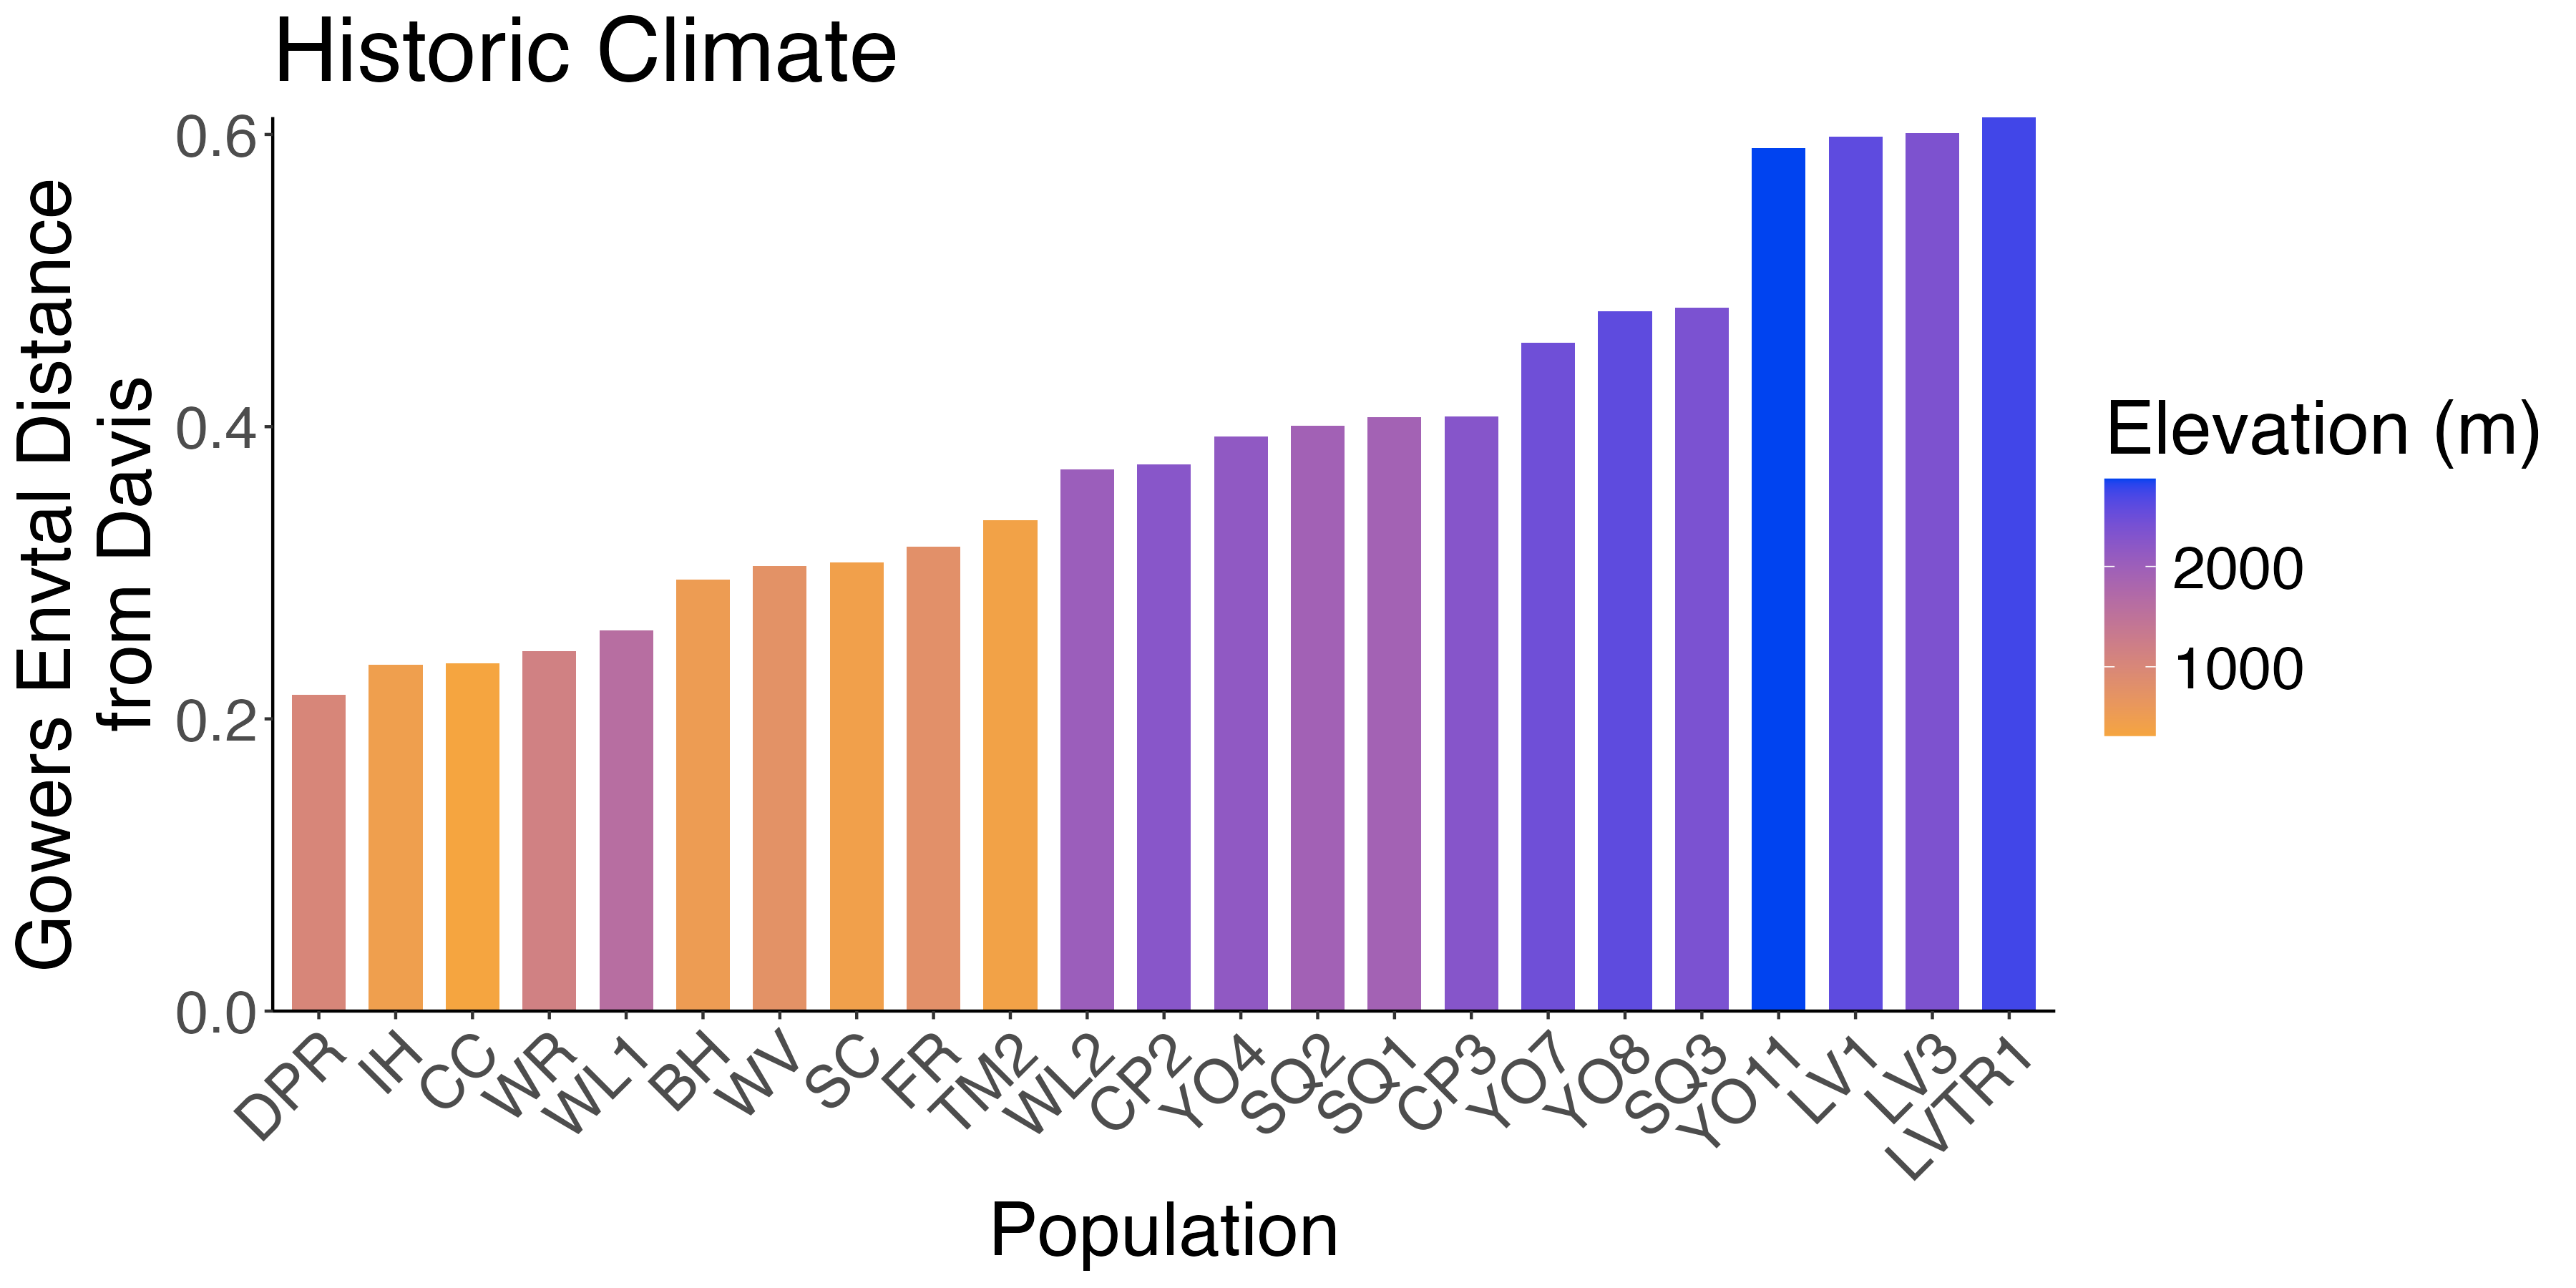 Historic Climate
Gowers Envtal Distance
from Davis
0.6
0.4
0.2
0.0
DPR
IH
CC
WR
WL1
BH
WV
SC
FR
TM2
WL2
CP2
YO4
SQ2
SQ1
CP3
YO7
YO8
SQ3
YO11
LV1
LV3
LVTR1
Population
Elevation (m)
2000
1000